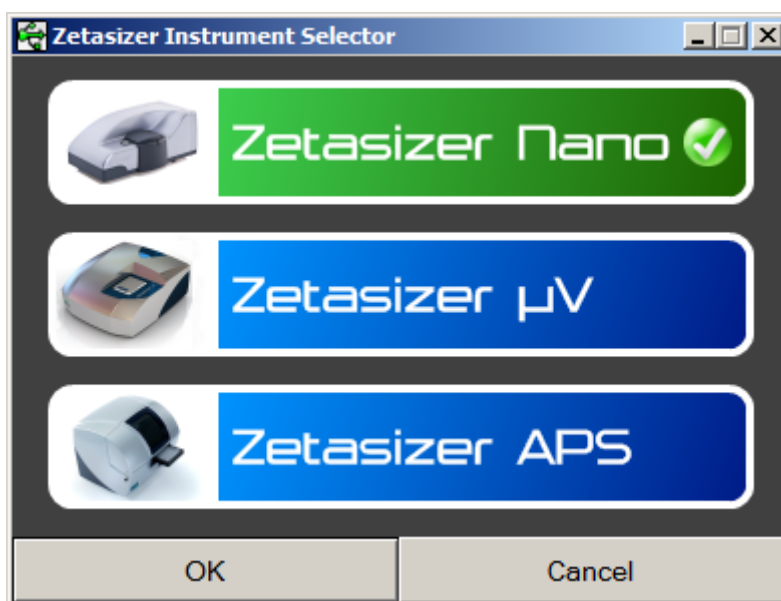 Zetasizer Instrument Selector
Zetasizer Nano
Zetasizer µV
Zetasizer APS
OK
Cancel